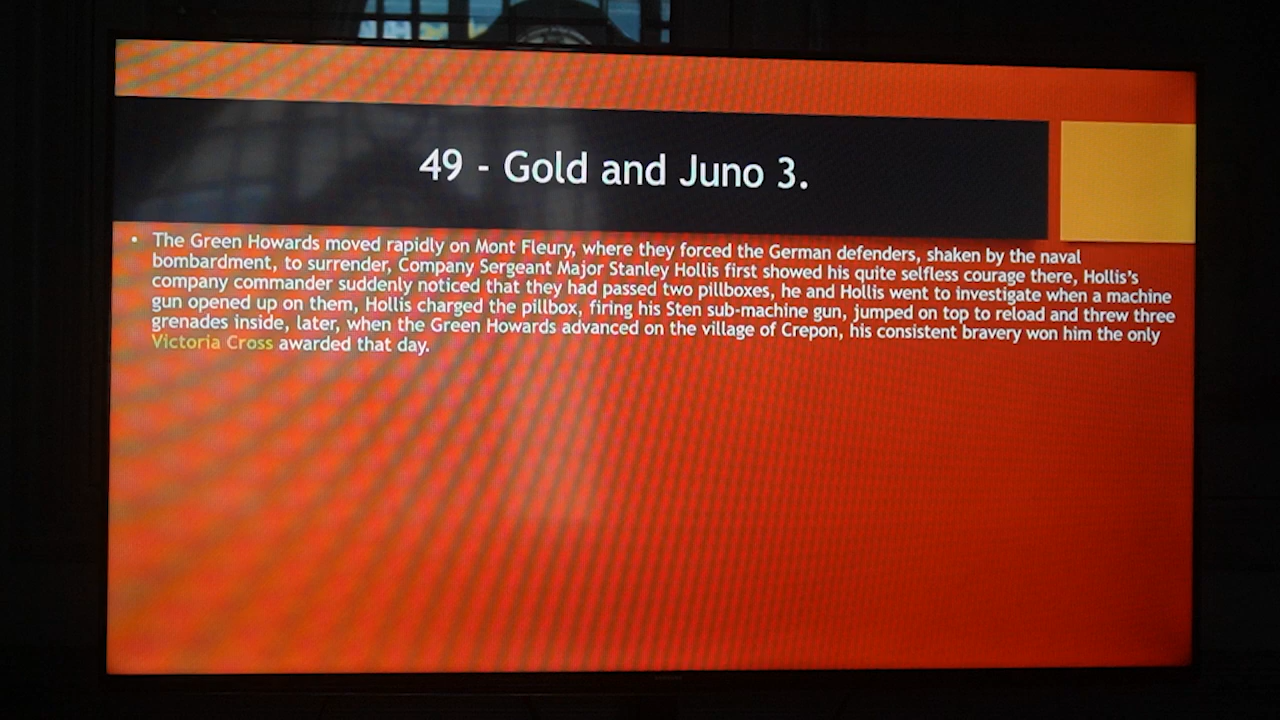 49 - Gold and Juno 3.
• The Green Howards moved rapidly on Mont Fleury, where they forced the German defenders, shaken by the naval
bombardment, to surrender, Company Sergeant Major Stanley Hollis first showed his quite selfless courage there, Hollis's
company commander suddenly noticed that they had passed two pillboxes, he and Hollis went to investigate when a machine
gun opened up on them, Hollis charged the pillbox, firing his Sten sub-machine gun, jumped on top to reload and threw three
grenades inside, later, when the Green Howards advanced on the village of Crepon, his consistent bravery won him the only
Victoria Cross awarded that day.